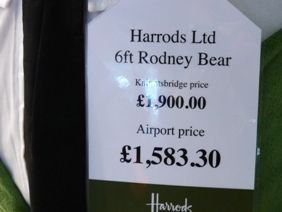 Harrods Ltd
6ft Rodney Bear
Knightsbridge price
£1,900.00
Airport price
£1,583.30
Harrods